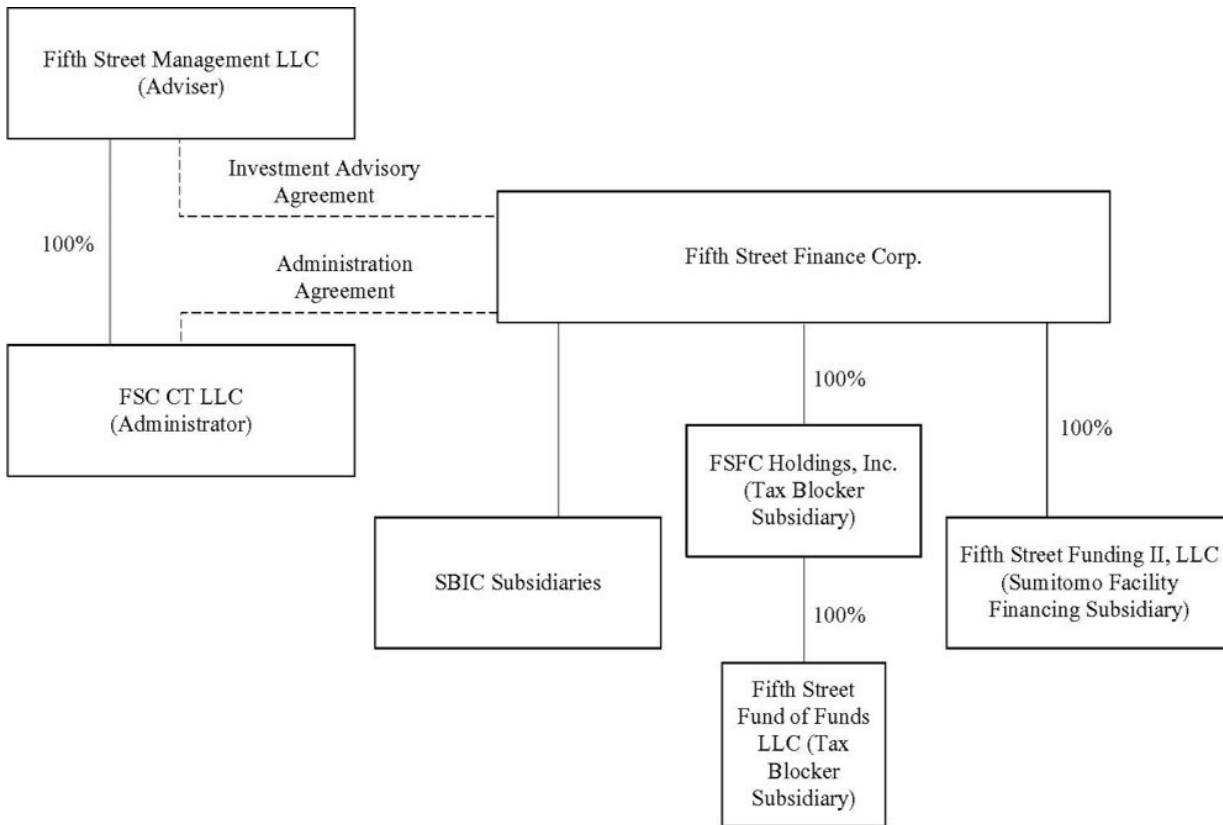 Fifth Street Management LLC
(Adviser)
Investment Advisory
Agreement
100%
Administration
Agreement
Fifth Street Finance Corp.
FSC CT LLC
(Administrator)
100%
100%
FSFC Holdings, Inc.
(Tax Blocker
Subsidiary)
SBIC Subsidiaries
Fifth Street Funding II, LLC
(Sumitomo Facility
Financing Subsidiary)
100%
Fifth Street
Fund of Funds
LLC (Tax
Blocker
Subsidiary)